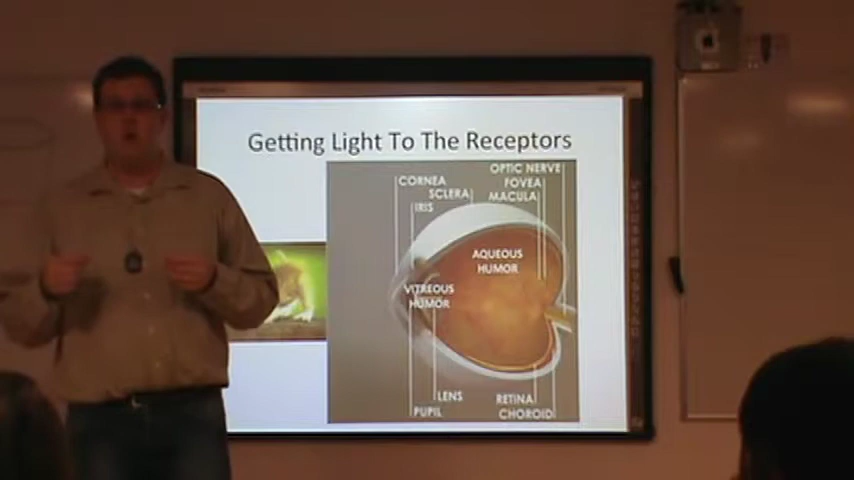 Getting Light To The Receptors
OPTIC NERVE
CORNEA
FOVEA
SCLERA
MACULA
IRIS
AQUEOUS
HUMOR
VITREOUS
HUMOR
LENS
RETINA
PUPIL
CHOROID